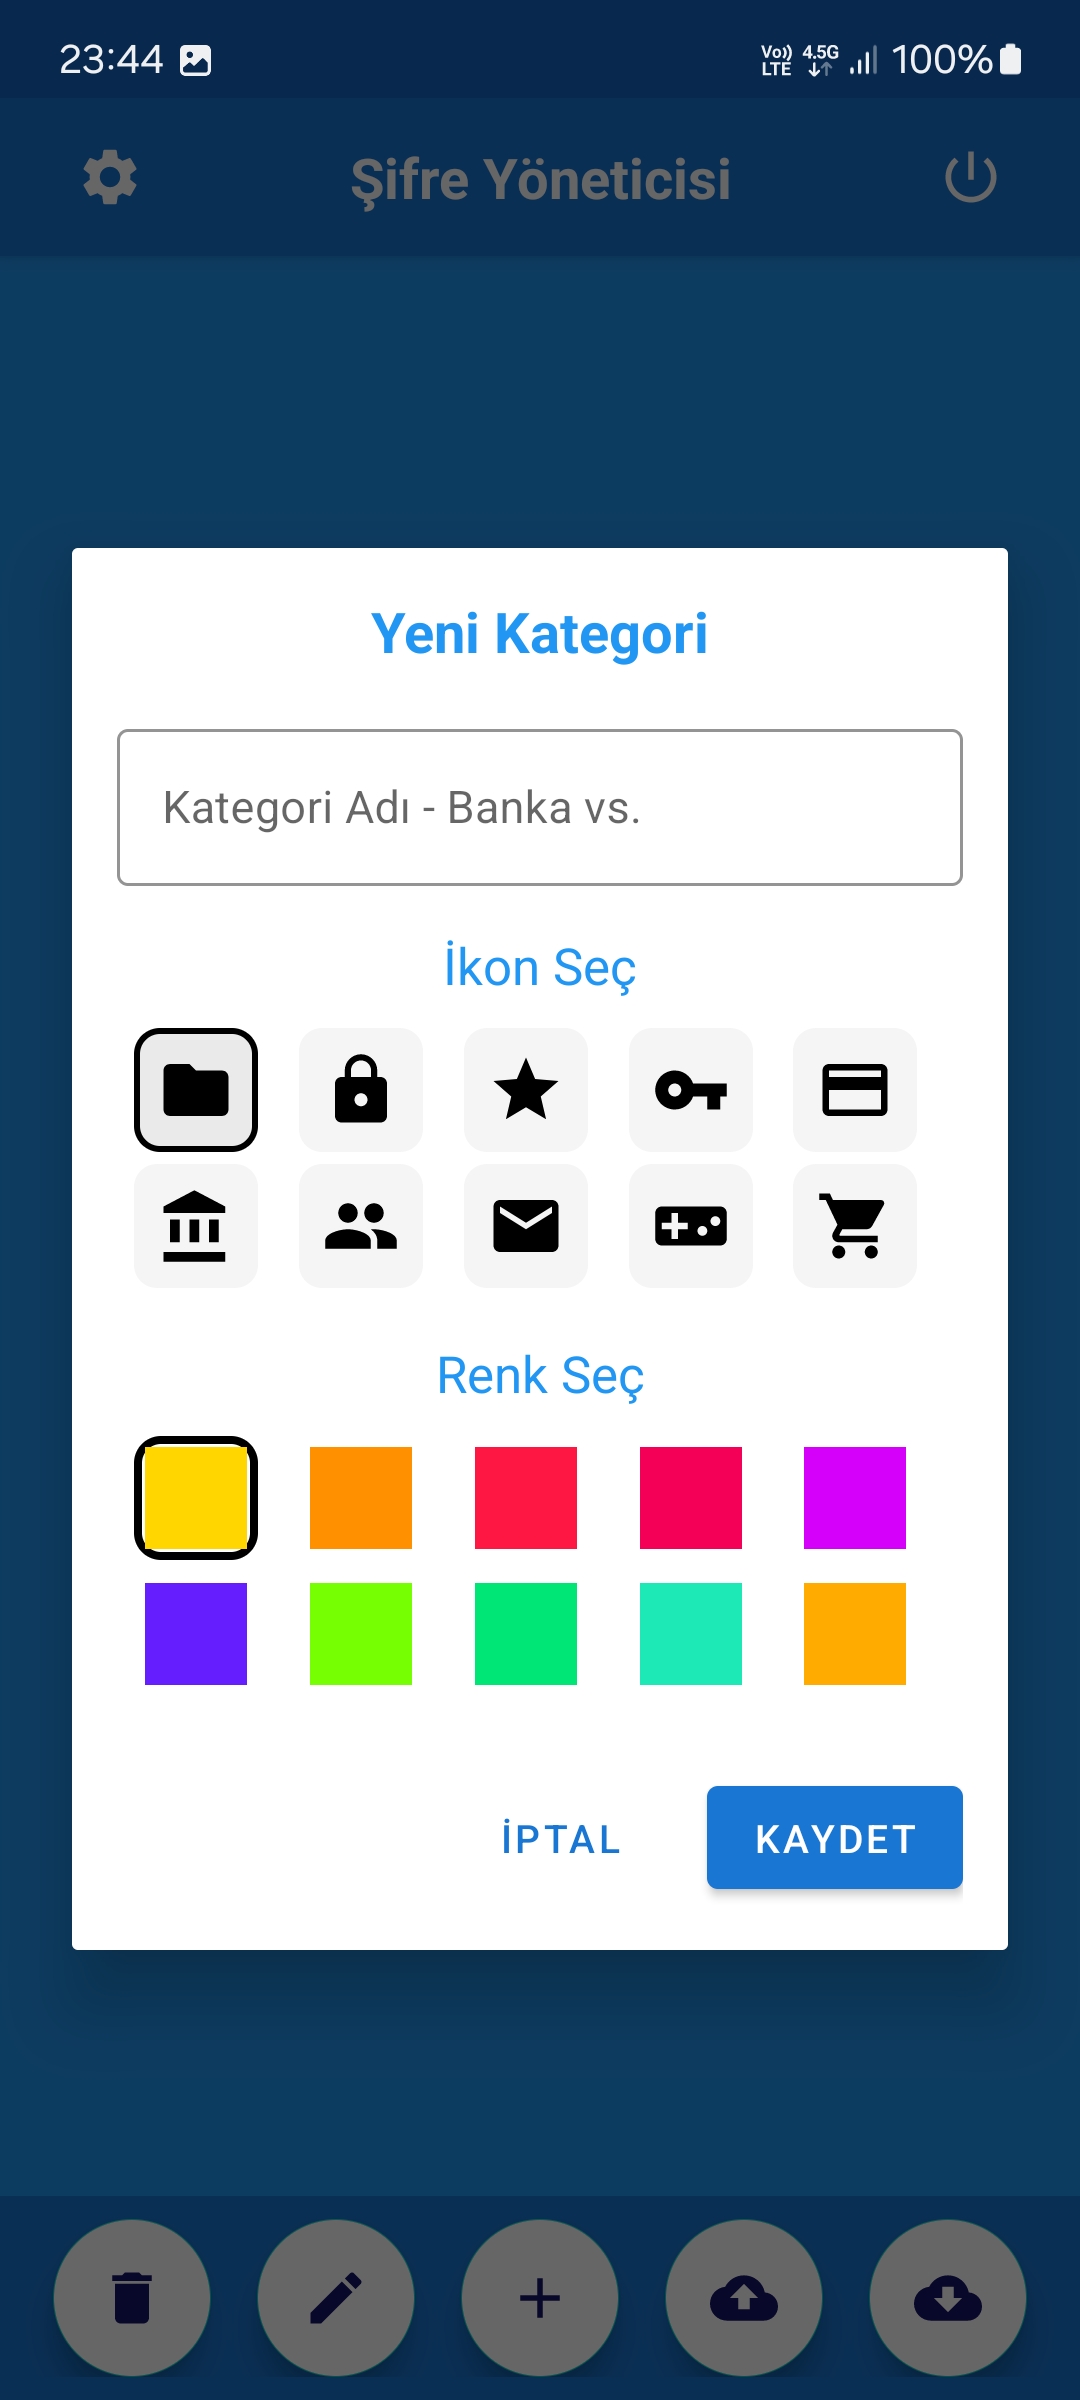 23:44
Vo)) LTE 4.5G 100%
Şifre Yöneticisi
Yeni Kategori
Kategori Adı - Banka vs.
İkon Seç
Renk Seç
İPTAL KAYDET